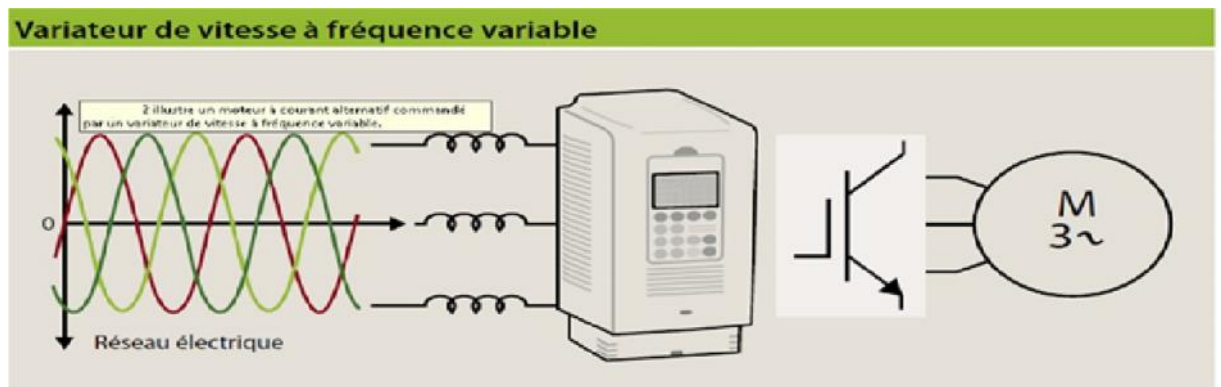 Variateur de vitesse à fréquence variable
2 illustre un moteur à courant alternatif commandé
par un variateur de vitesse à fréquence variable.
0
M
3~
Réseau électrique